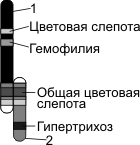 1
Цветовая слепота
Гемофилия
Общая цветовая
слепота
Гипертрихоз
2